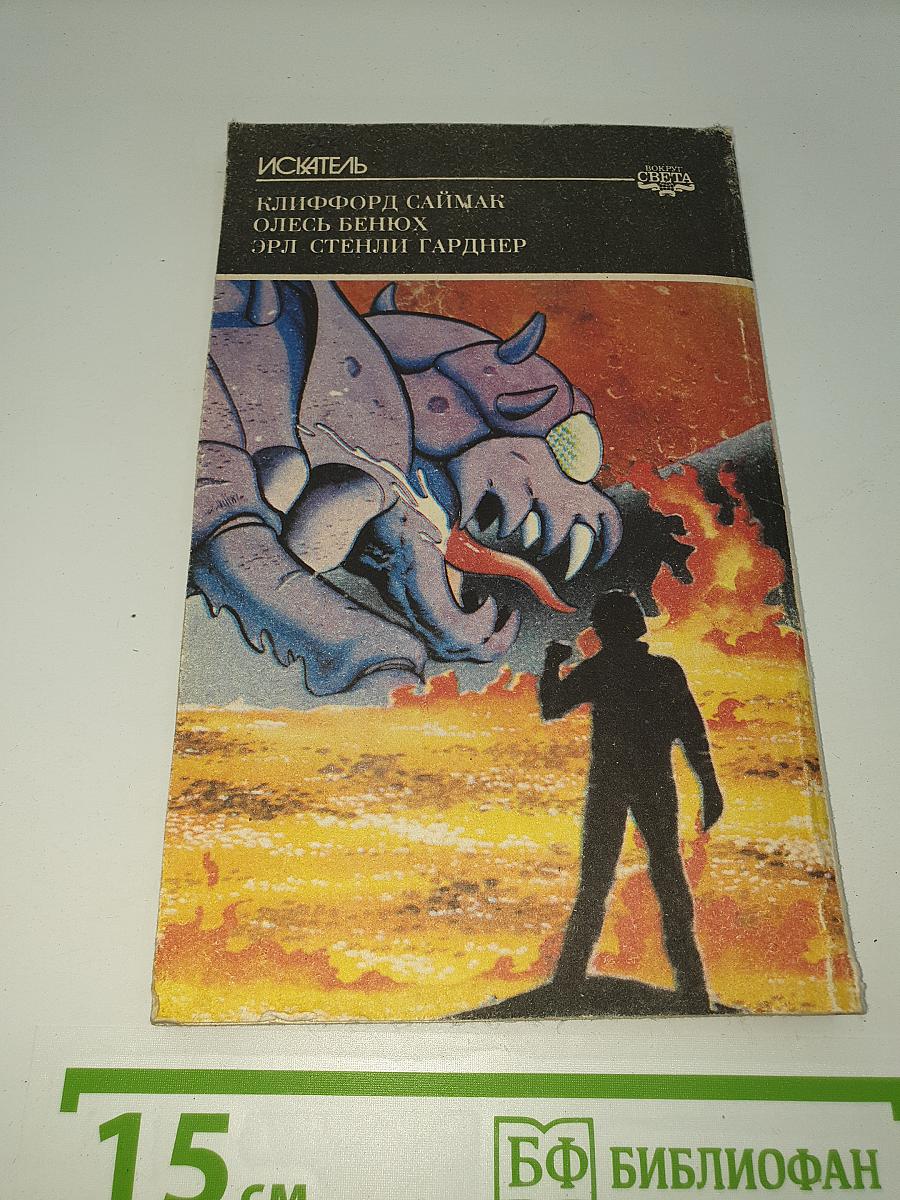 ИСКАТЕЛЬ
ВОКРУГ
СВЕТА
КЛИФФОРД САЙМАК
ОЛЕСЬ БЕНЮХ
ЭРЛ СТЕНЛИ ГАРДНЕР
15 см
БФ БИБЛИОФАН